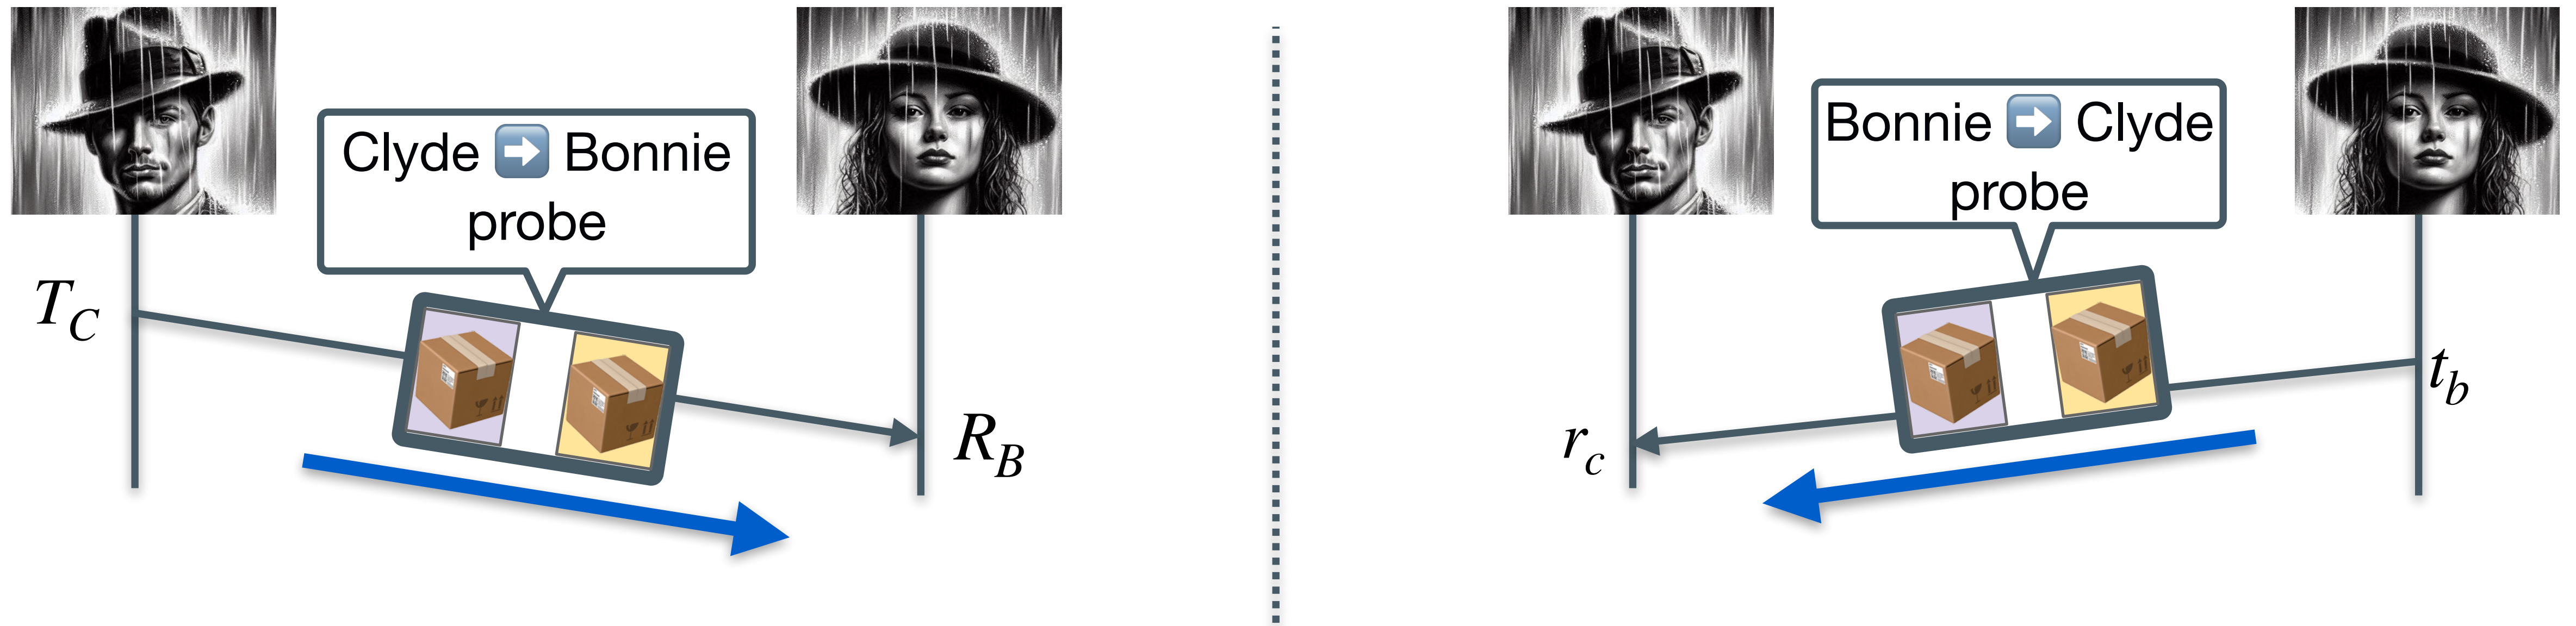 Clyde ➡️ Bonnie
probe
T_C
R_B
Bonnie ➡️ Clyde
probe
t_b
r_c